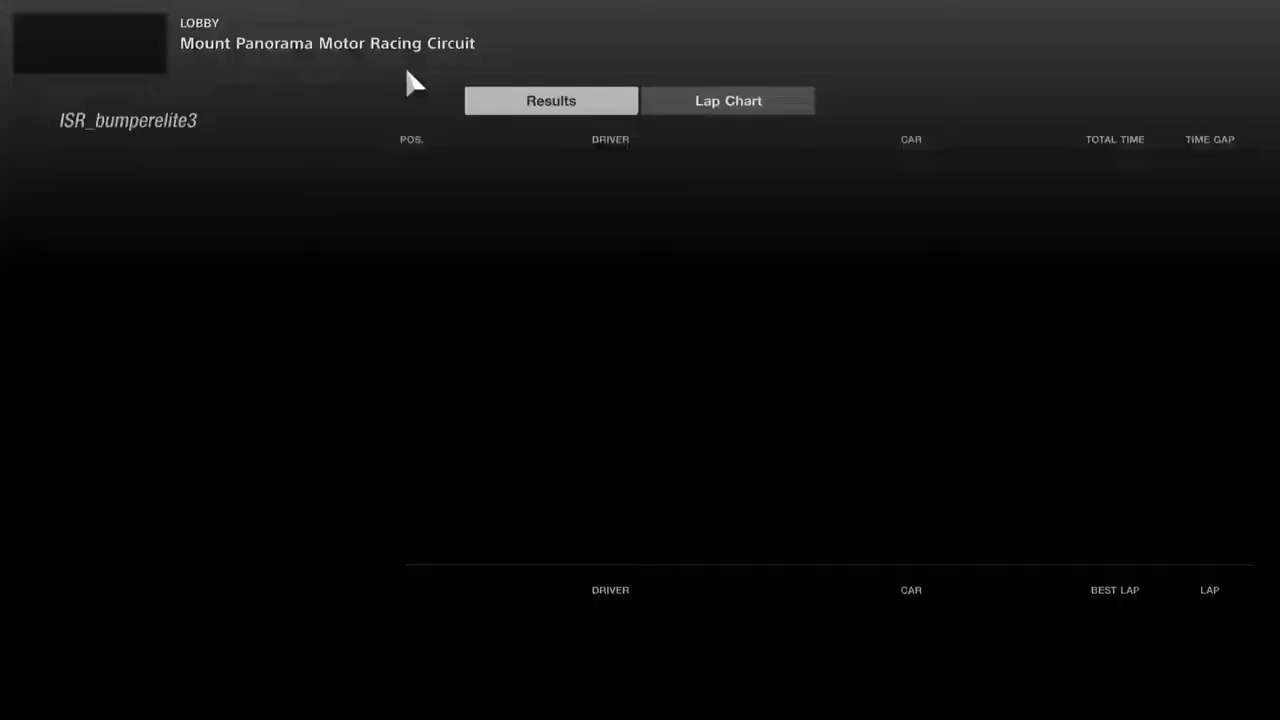 LOBBY
Mount Panorama Motor Racing Circuit
Results Lap Chart
ISR_bumperelite3
POS. DRIVER CAR TOTAL TIME TIME GAP
DRIVER CAR BEST LAP LAP